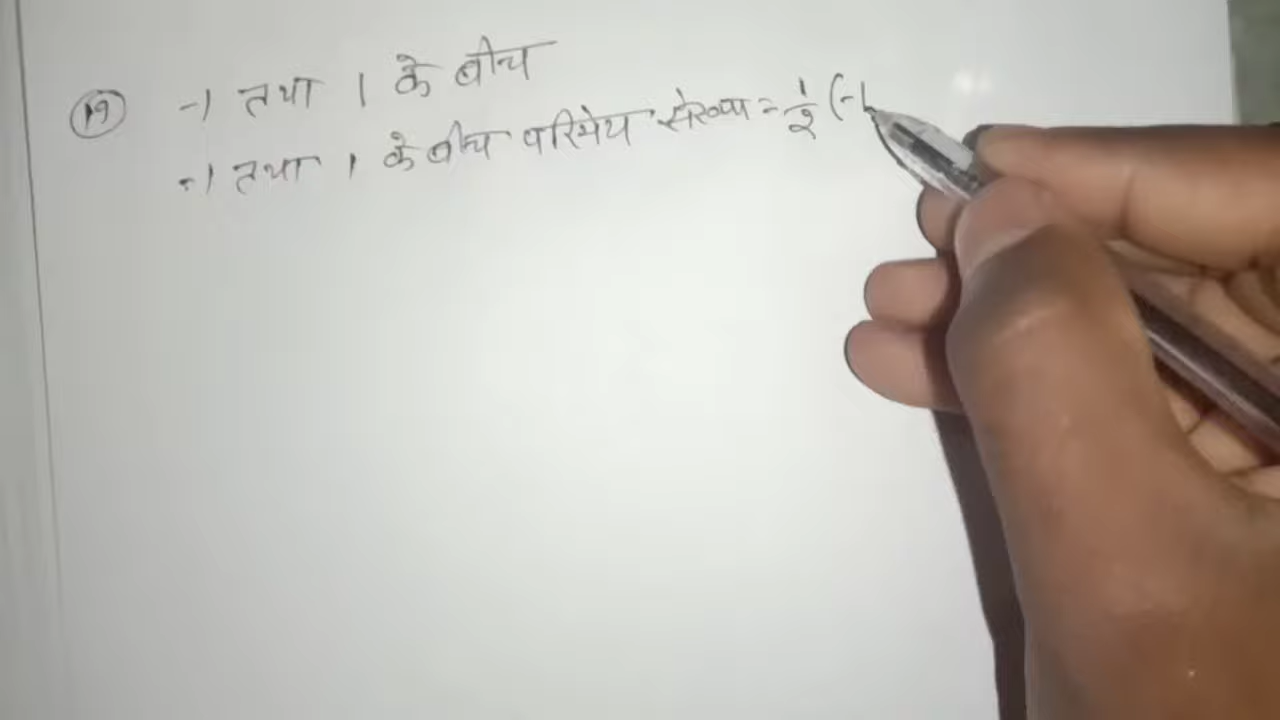 19 -1 तथा 1 के बीच
-1 तथा 1 के बीच परिमेय संख्या = 1/2 (-1